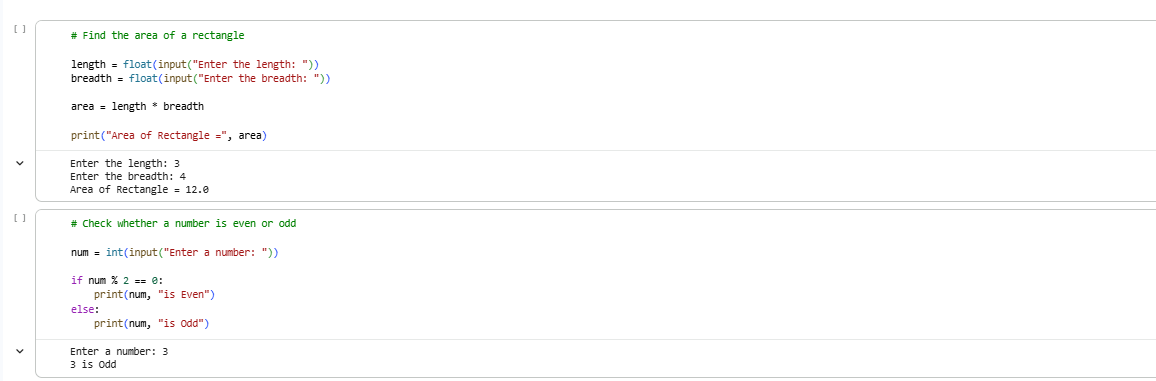 [ ]
# Find the area of a rectangle
length = float(input("Enter the length: "))
breadth = float(input("Enter the breadth: "))
area = length * breadth
print("Area of Rectangle =", area)
Enter the length: 3
Enter the breadth: 4
Area of Rectangle = 12.0
[ ]
# Check whether a number is even or odd
num = int(input("Enter a number: "))
if num % 2 == 0:
    print(num, "is Even")
else:
    print(num, "is Odd")
Enter a number: 3
3 is Odd